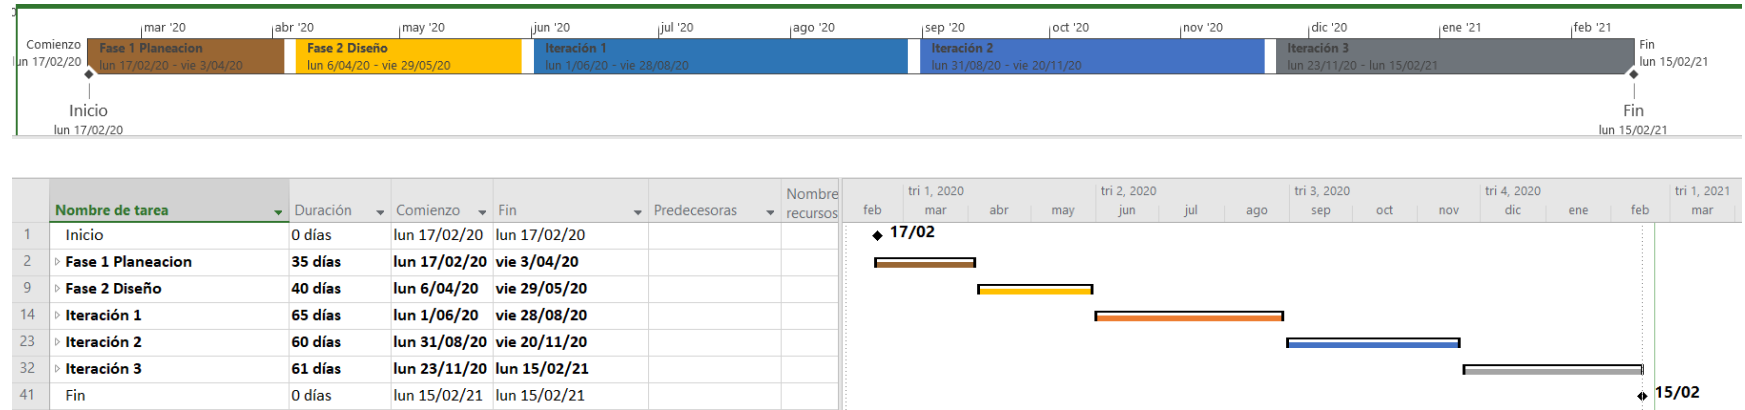 mar '20 abr '20 may '20 jun '20 jul '20 ago '20 sep '20 oct '20 nov '20 dic '20 ene '21 feb '21
Comienzo
lun 17/02/20
Fase 1 Planeacion
lun 17/02/20 - vie 3/04/20
Fase 2 Diseño
lun 6/04/20 - vie 29/05/20
Iteración 1
lun 1/06/20 - vie 28/08/20
Iteración 2
lun 31/08/20 - vie 20/11/20
Iteración 3
lun 23/11/20 - lun 15/02/21
Fin
lun 15/02/21
Inicio
lun 17/02/20
Fin
lun 15/02/21
Nombre de tarea Duración Comienzo Fin Predecesoras Nombre recursos
tri 1, 2020 tri 2, 2020 tri 3, 2020 tri 4, 2020 tri 1, 2021
feb mar abr may jun jul ago sep oct nov dic ene feb mar
1 Inicio 0 días lun 17/02/20 lun 17/02/20 17/02
2 Fase 1 Planeacion 35 días lun 17/02/20 vie 3/04/20
9 Fase 2 Diseño 40 días lun 6/04/20 vie 29/05/20
14 Iteración 1 65 días lun 1/06/20 vie 28/08/20
23 Iteración 2 60 días lun 31/08/20 vie 20/11/20
32 Iteración 3 61 días lun 23/11/20 lun 15/02/21
41 Fin 0 días lun 15/02/21 lun 15/02/21 15/02